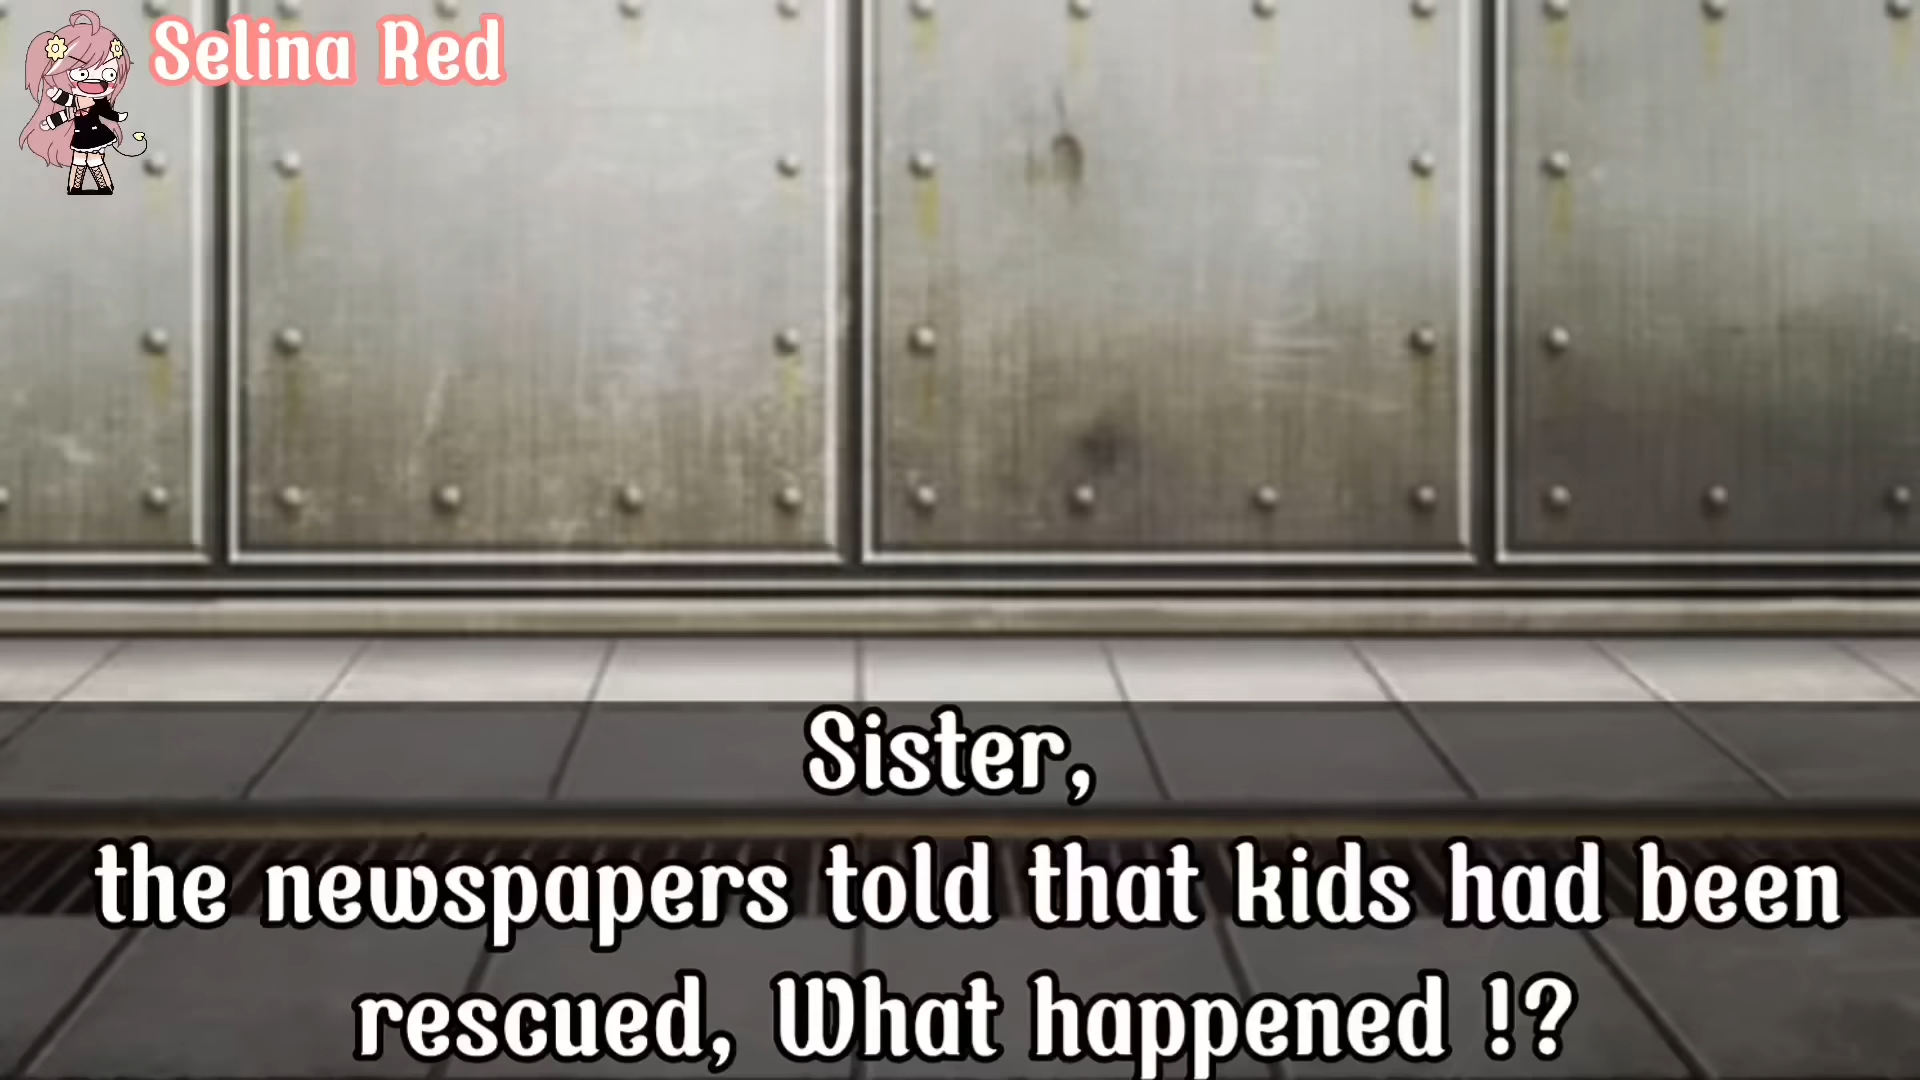 Selina Red
Sister,
the newspapers told that kids had been
rescued, What happened !?